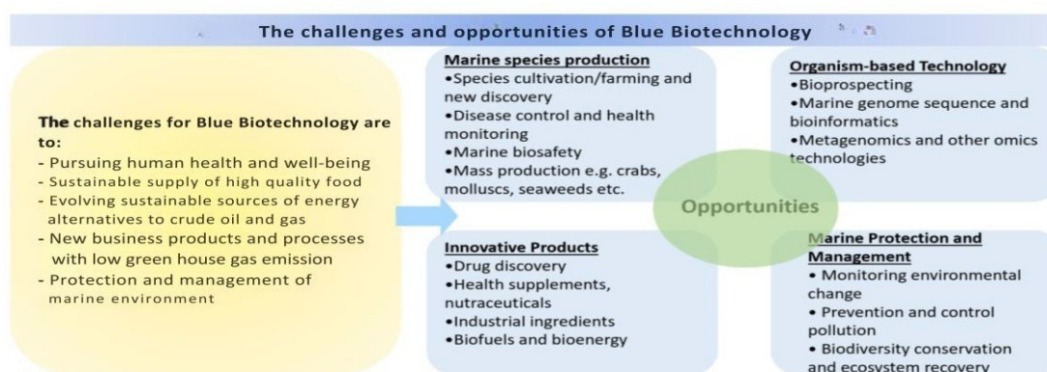 The challenges and opportunities of Blue Biotechnology
The challenges for Blue Biotechnology are
to:
- Pursuing human health and well-being
- Sustainable supply of high quality food
- Evolving sustainable sources of energy
alternatives to crude oil and gas
- New business products and processes
with low green house gas emission
- Protection and management of
marine environment
Marine species production
•Species cultivation/farming and
new discovery
•Disease control and health
monitoring
•Marine biosafety
•Mass production e.g. crabs,
molluscs, seaweeds etc.
Organism-based Technology
•Bioprospecting
•Marine genome sequence and
bioinformatics
•Metagenomics and other omics
technologies
Opportunities
Innovative Products
•Drug discovery
•Health supplements,
nutraceuticals
•Industrial ingredients
•Biofuels and bioenergy
Marine Protection and
Management
• Monitoring environmental
change
• Prevention and control
pollution
• Biodiversity conservation
and ecosystem recovery